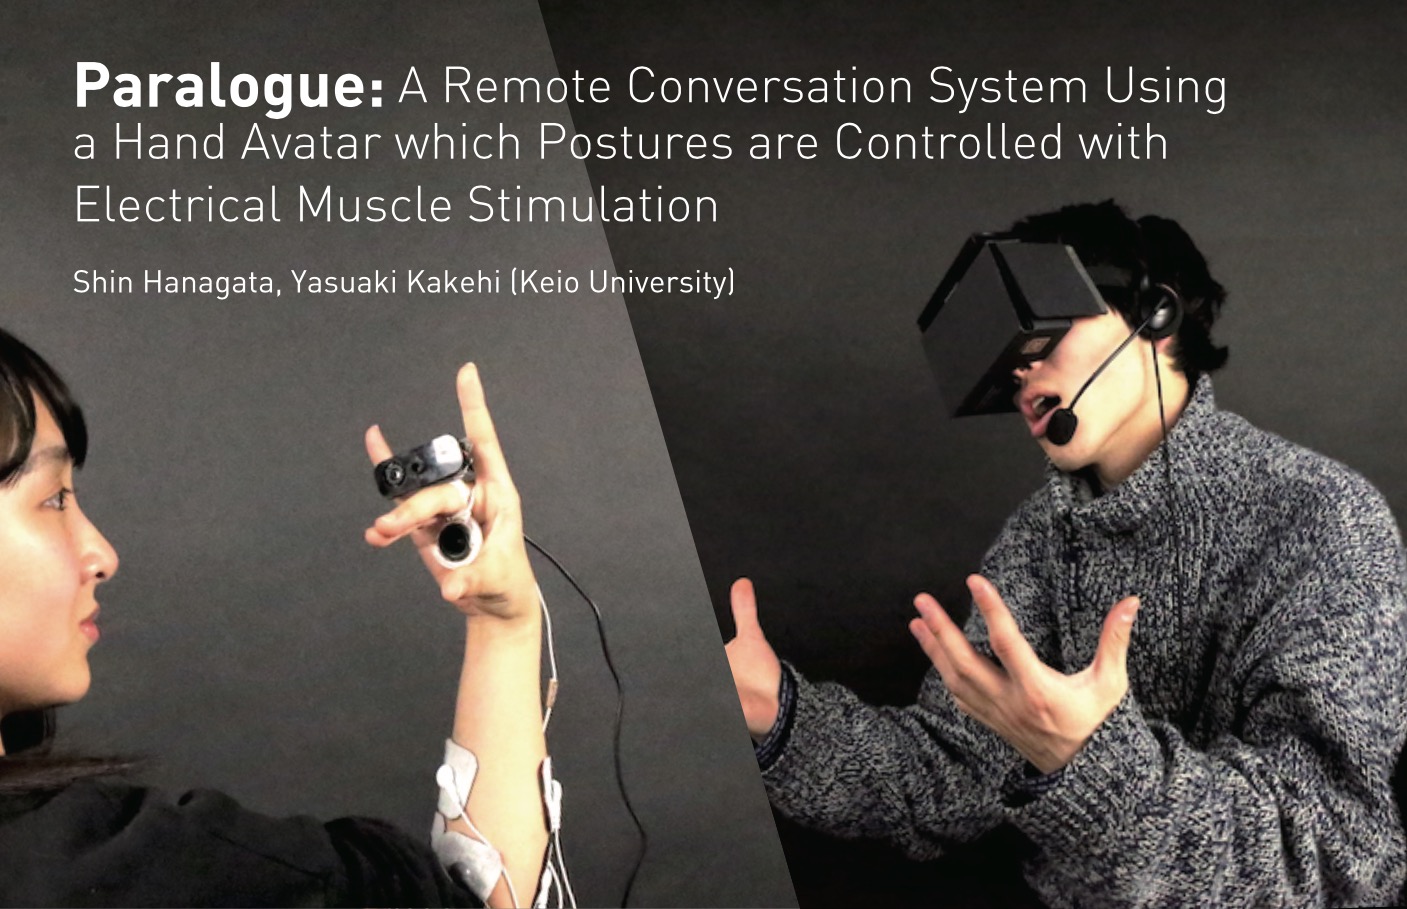 Paralogue: A Remote Conversation System Using
a Hand Avatar which Postures are Controlled with
Electrical Muscle Stimulation
Shin Hanagata, Yasuaki Kakehi (Keio University)